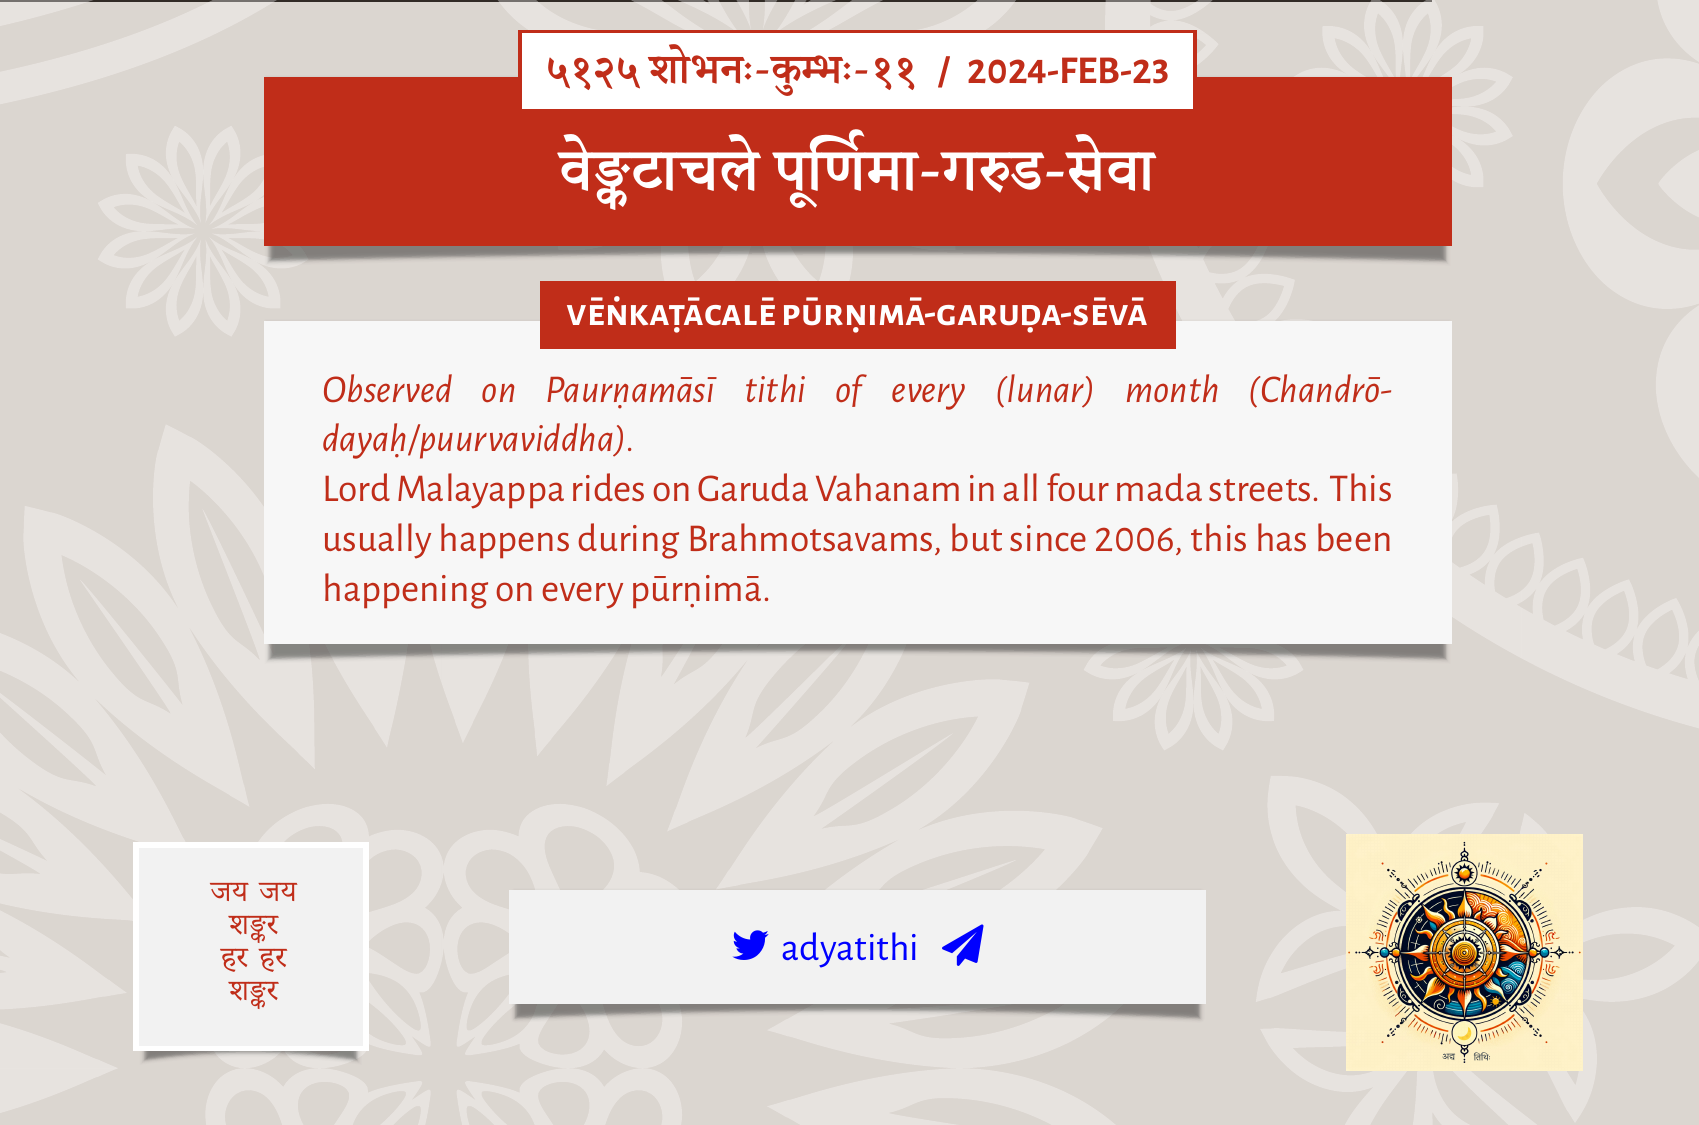 ५१२५ शोभनः-कुम्भः-११ / 2024-FEB-23
वेङ्कटाचले पूर्णिमा-गरुड-सेवा
VĒṄKAṬĀCALĒ PŪRṆIMĀ-GARUḌA-SĒVĀ
Observed on Paurṇamāsī tithi of every (lunar) month (Chandrō-
dayaḥ/puurvaviddha).
Lord Malayappa rides on Garuda Vahanam in all four mada streets. This
usually happens during Brahmotsavams, but since 2006, this has been
happening on every pūrṇimā.
जय जय
शङ्कर
हर हर
शङ्कर
adyatithi
अद्य तिथिः